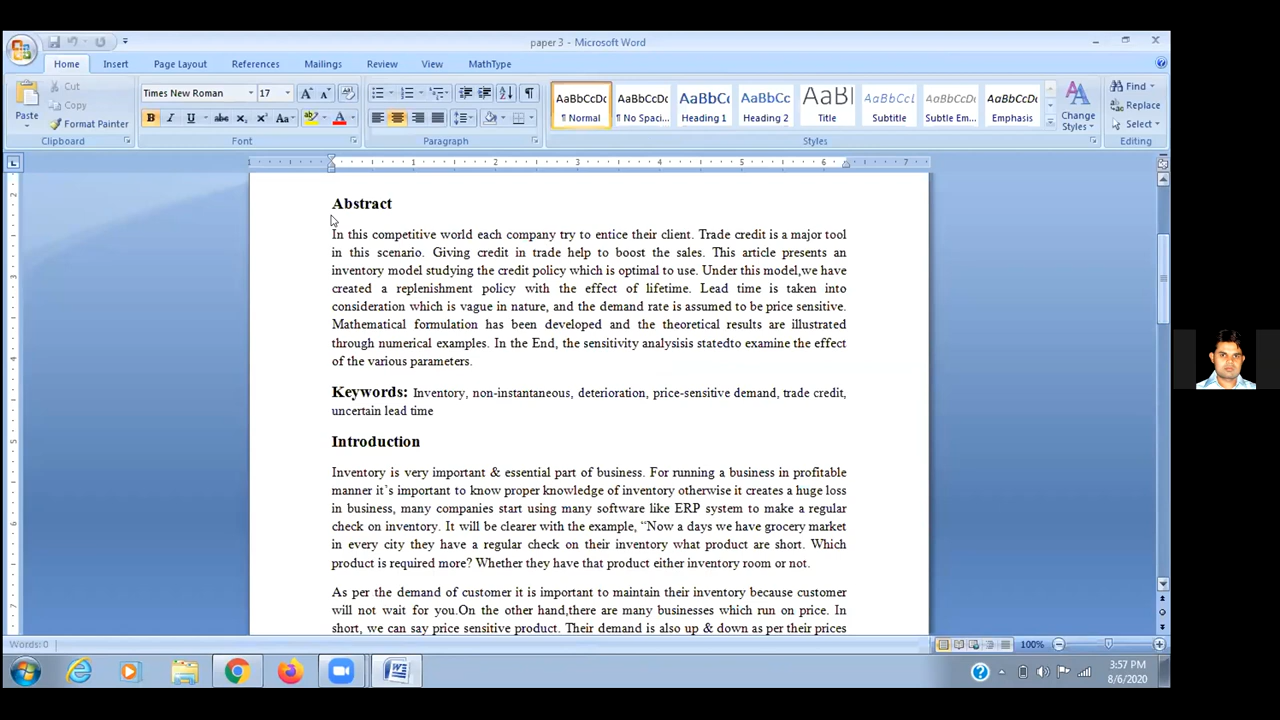 paper 3 - Microsoft Word
Home Insert Page Layout References Mailings Review View MathType
Paste
Cut
Copy
Format Painter
Clipboard
Times New Roman 17
B I U abc X₂ X² Aa
Font
Paragraph
AaBbCcDc AaBbCcDc AaBbC AaBbCc AaBl AaBbCcl AaBbCcDc AaBbCcDc
¶ Normal ¶ No Spaci... Heading 1 Heading 2 Title Subtitle Subtle Em... Emphasis
Styles
Change Styles
Find
Replace
Select
Editing
1 1 2 3 4 5 6 7
Abstract
In this competitive world each company try to entice their client. Trade credit is a major tool
in this scenario. Giving credit in trade help to boost the sales. This article presents an
inventory model studying the credit policy which is optimal to use. Under this model,we have
created a replenishment policy with the effect of lifetime. Lead time is taken into
consideration which is vague in nature, and the demand rate is assumed to be price sensitive.
Mathematical formulation has been developed and the theoretical results are illustrated
through numerical examples. In the End, the sensitivity analysisis statedto examine the effect
of the various parameters.
Keywords: Inventory, non-instantaneous, deterioration, price-sensitive demand, trade credit,
uncertain lead time
Introduction
Inventory is very important & essential part of business. For running a business in profitable
manner it's important to know proper knowledge of inventory otherwise it creates a huge loss
in business, many companies start using many software like ERP system to make a regular
check on inventory. It will be clearer with the example, “Now a days we have grocery market
in every city they have a regular check on their inventory what product are short. Which
product is required more? Whether they have that product either inventory room or not.
As per the demand of customer it is important to maintain their inventory because customer
will not wait for you.On the other hand,there are many businesses which run on price. In
short, we can say price sensitive product. Their demand is also up & down as per their prices
Words: 0
100%
3:57 PM
8/6/2020